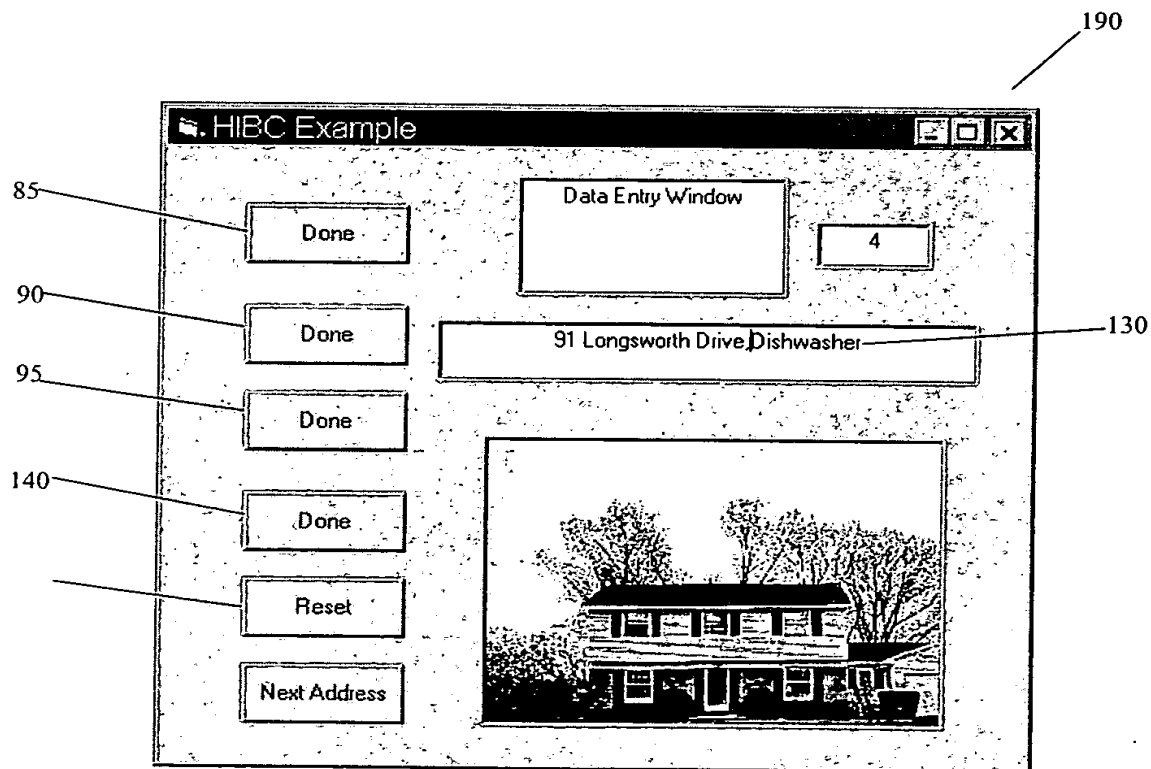 190
HIBC Example
85
Done
Data Entry Window
4
90
Done
91 Longsworth Drive,Dishwasher
130
95
Done
140
Done
Reset
Next Address